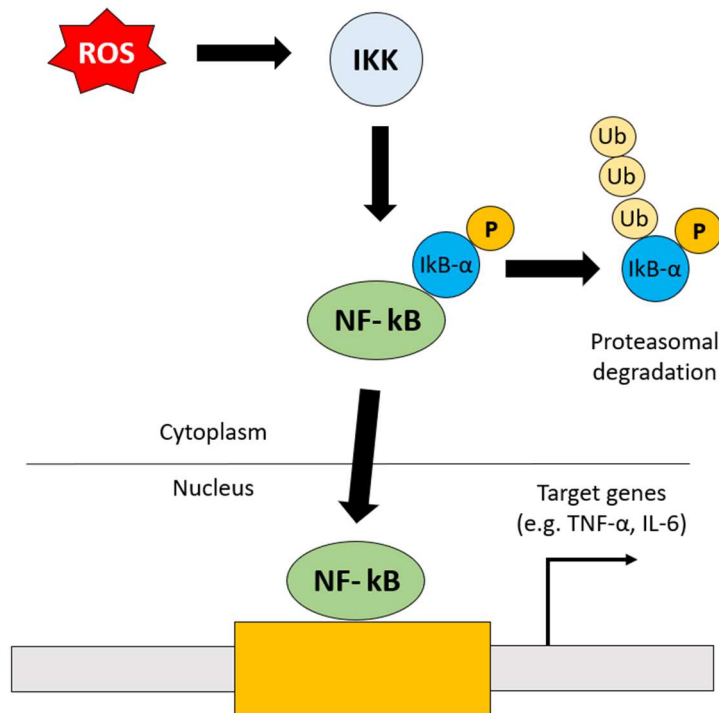 ROS
IKK
Ub
Ub
Ub
P
P
IkB-α
IkB-α
NF- kB
Proteasomal
degradation
Cytoplasm
Nucleus
Target genes
(e.g. TNF-α, IL-6)
NF- kB